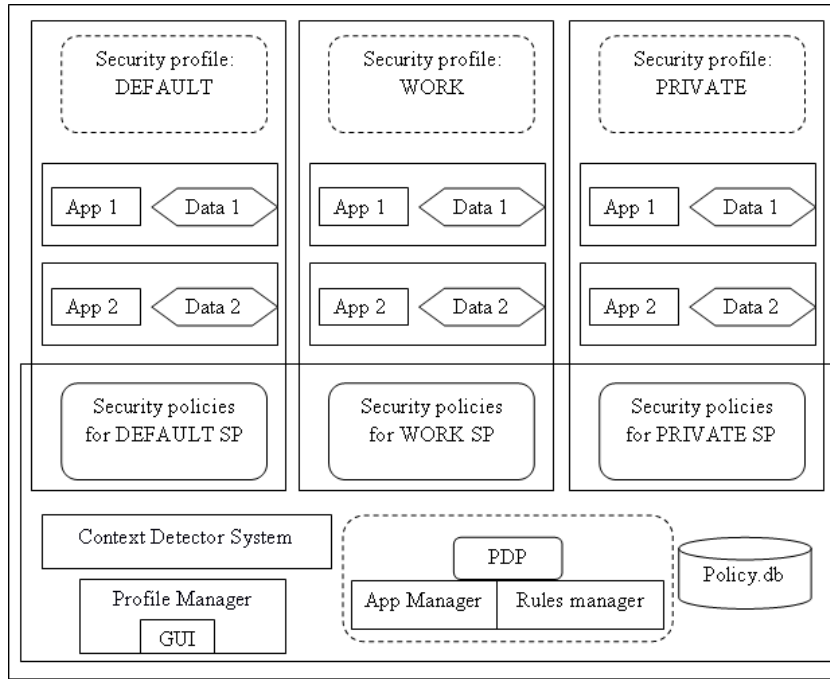 Security profile:
DEFAULT
Security profile:
WORK
Security profile:
PRIVATE
App 1
Data 1
App 1
Data 1
App 1
Data 1
App 2
Data 2
App 2
Data 2
App 2
Data 2
Security policies
for DEFAULT SP
Security policies
for WORK SP
Security policies
for PRIVATE SP
Context Detector System
PDP
Policy.db
Profile Manager
App Manager
Rules manager
GUI